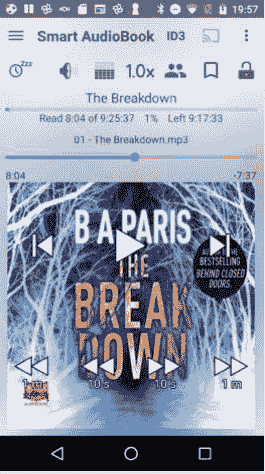 19:57
Smart AudioBook ID3
zzz 1.0x
The Breakdown
Read 8:04 of 9:25:37 1% Left 9:17:33
01 - The Breakdown.mp3
8:04 -7:37
B A PARIS
THE
BESTSELLING
BEHIND CLOSED
DOORS
BREAK
DOWN
1 m 10 s 10 s 1 m